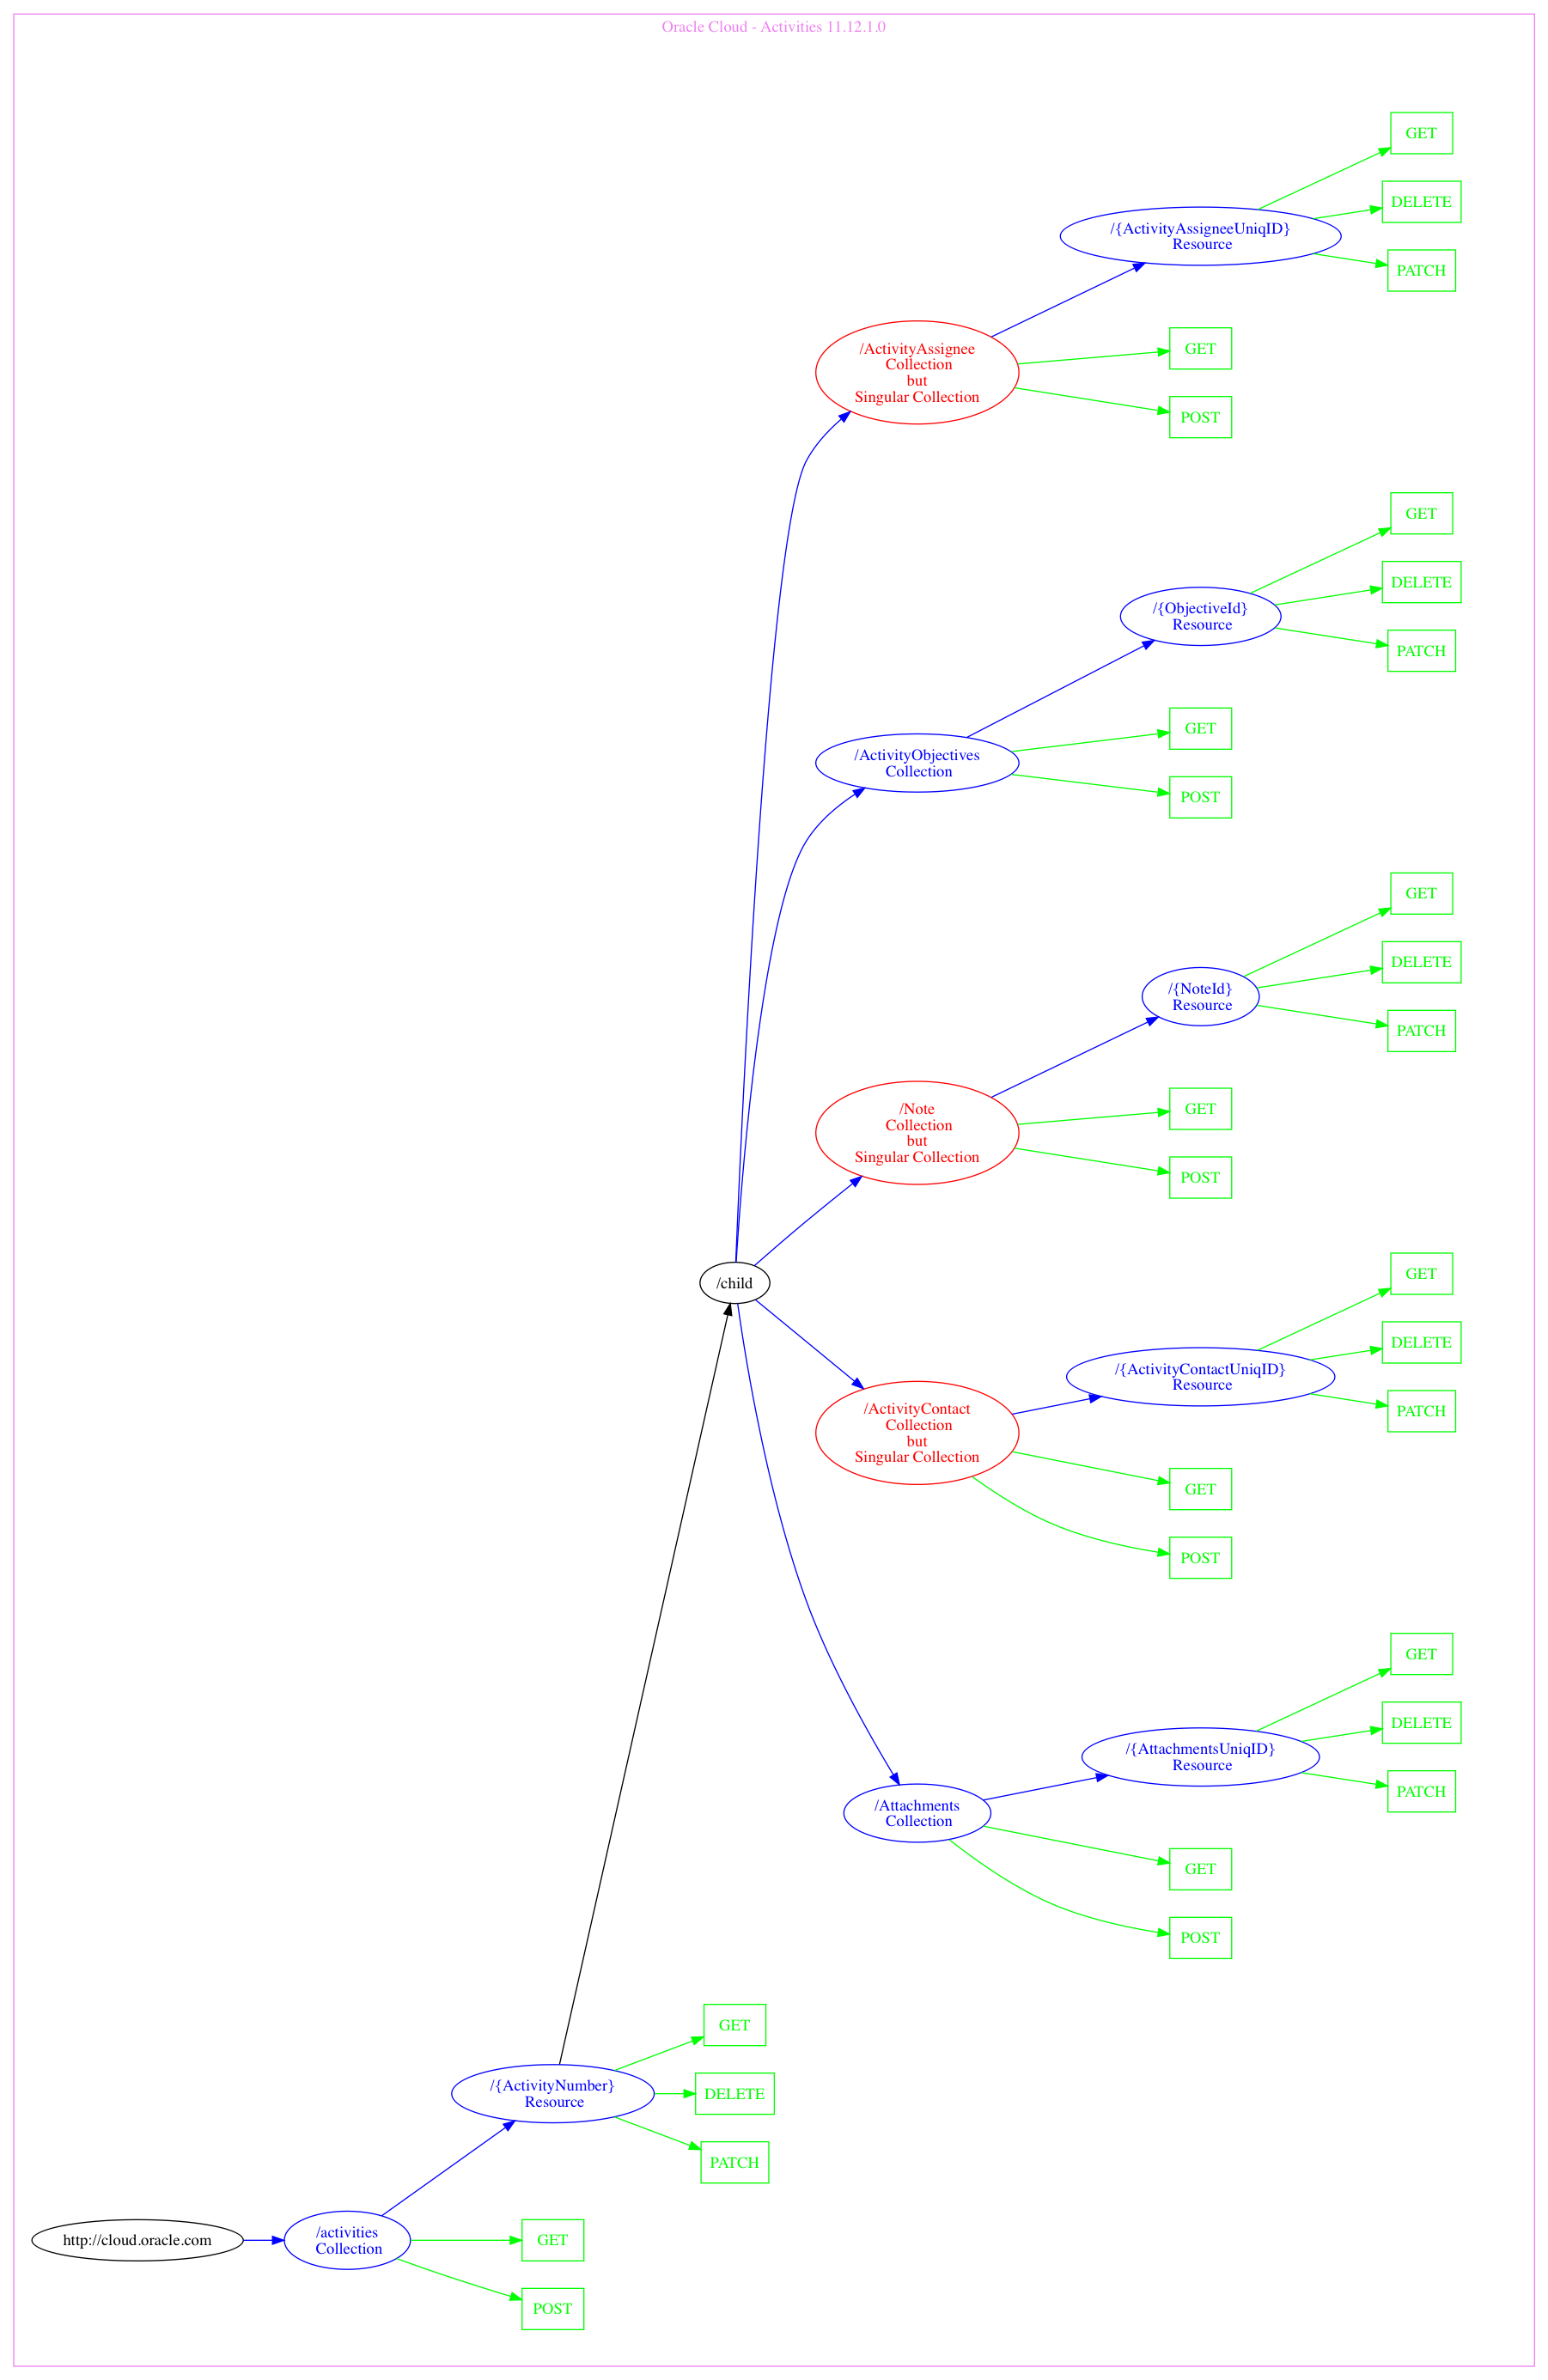 Oracle Cloud - Activities 11.12.1.0
GET
DELETE
/{ActivityAssigneeUniqID}
Resource
PATCH
/ActivityAssignee
Collection
but
Singular Collection
GET
POST
GET
DELETE
/{ObjectiveId}
Resource
PATCH
GET
/ActivityObjectives
Collection
POST
GET
DELETE
/{NoteId}
Resource
PATCH
/Note
Collection
but
Singular Collection
GET
POST
/child
GET
DELETE
/{ActivityContactUniqID}
Resource
PATCH
/ActivityContact
Collection
but
Singular Collection
GET
POST
GET
DELETE
/{AttachmentsUniqID}
Resource
PATCH
/Attachments
Collection
GET
POST
GET
/{ActivityNumber}
Resource
DELETE
PATCH
http://cloud.oracle.com
/activities
Collection
GET
POST